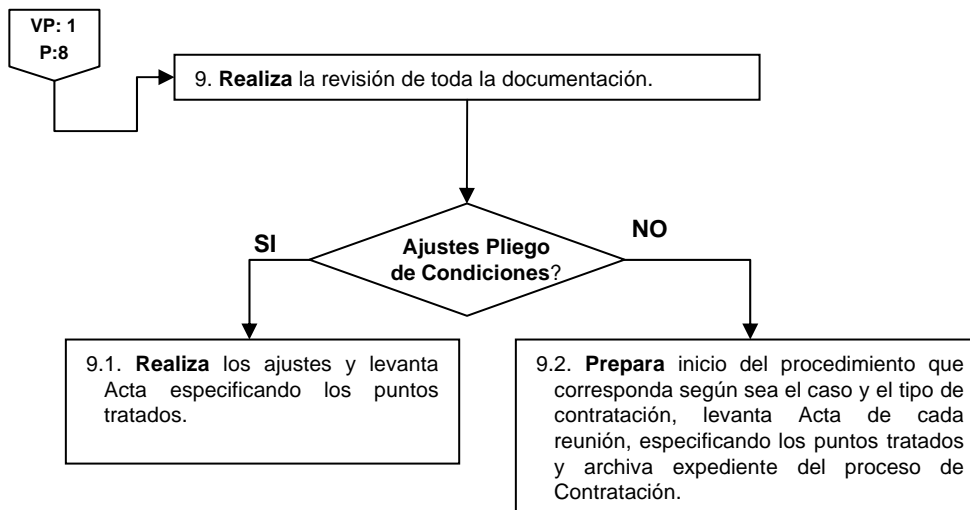 VP: 1
P:8
9. Realiza la revisión de toda la documentación.
SI
NO
Ajustes Pliego
de Condiciones?
9.1. Realiza los ajustes y levanta
Acta especificando los puntos
tratados.
9.2. Prepara inicio del procedimiento que
corresponda según sea el caso y el tipo de
contratación, levanta Acta de cada
reunión, especificando los puntos tratados
y archiva expediente del proceso de
Contratación.